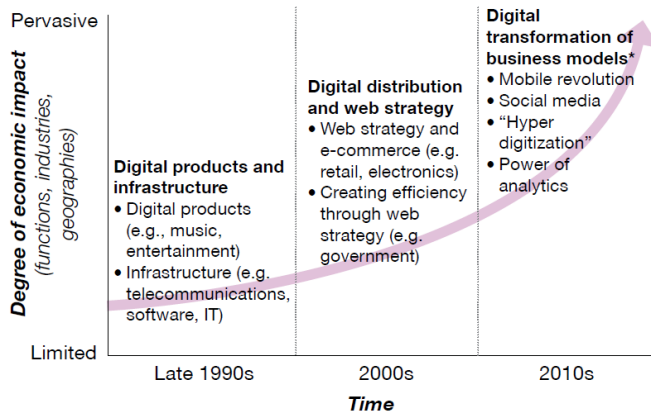 Pervasive
Degree of economic impact
(functions, industries,
geographies)
Limited
Digital products and
infrastructure
• Digital products
(e.g., music,
entertainment)
• Infrastructure (e.g.
telecommunications,
software, IT)
Digital distribution
and web strategy
• Web strategy and
e-commerce (e.g.
retail, electronics)
• Creating efficiency
through web
strategy (e.g.
government)
Digital
transformation of
business models*
• Mobile revolution
• Social media
• “Hyper
digitization”
• Power of
analytics
Late 1990s
2000s
2010s
Time